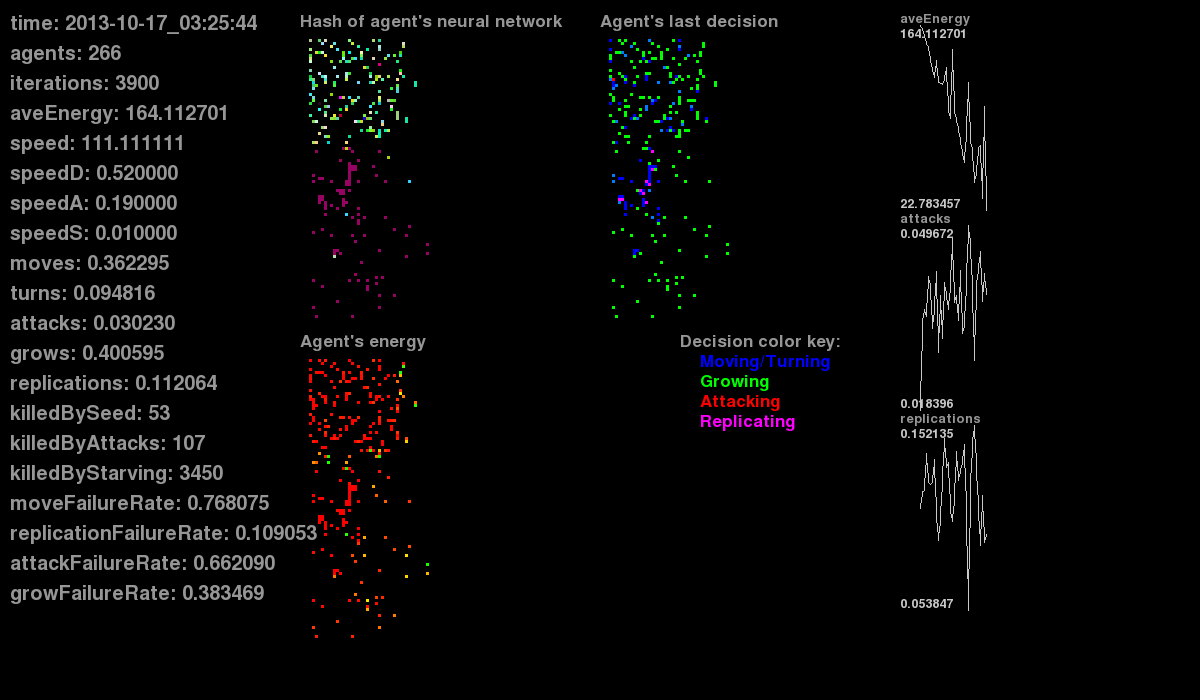 time: 2013-10-17_03:25:44
agents: 266
iterations: 3900
aveEnergy: 164.112701
speed: 111.111111
speedD: 0.520000
speedA: 0.190000
speedS: 0.010000
moves: 0.362295
turns: 0.094816
attacks: 0.030230
grows: 0.400595
replications: 0.112064
killedBySeed: 53
killedByAttacks: 107
killedByStarving: 3450
moveFailureRate: 0.768075
replicationFailureRate: 0.109053
attackFailureRate: 0.662090
growFailureRate: 0.383469
Hash of agent's neural network
Agent's last decision
Agent's energy
Decision color key:
Moving/Turning
Growing
Attacking
Replicating
aveEnergy
164.112701
22.783457
attacks
0.049672
0.018396
replications
0.152135
0.053847